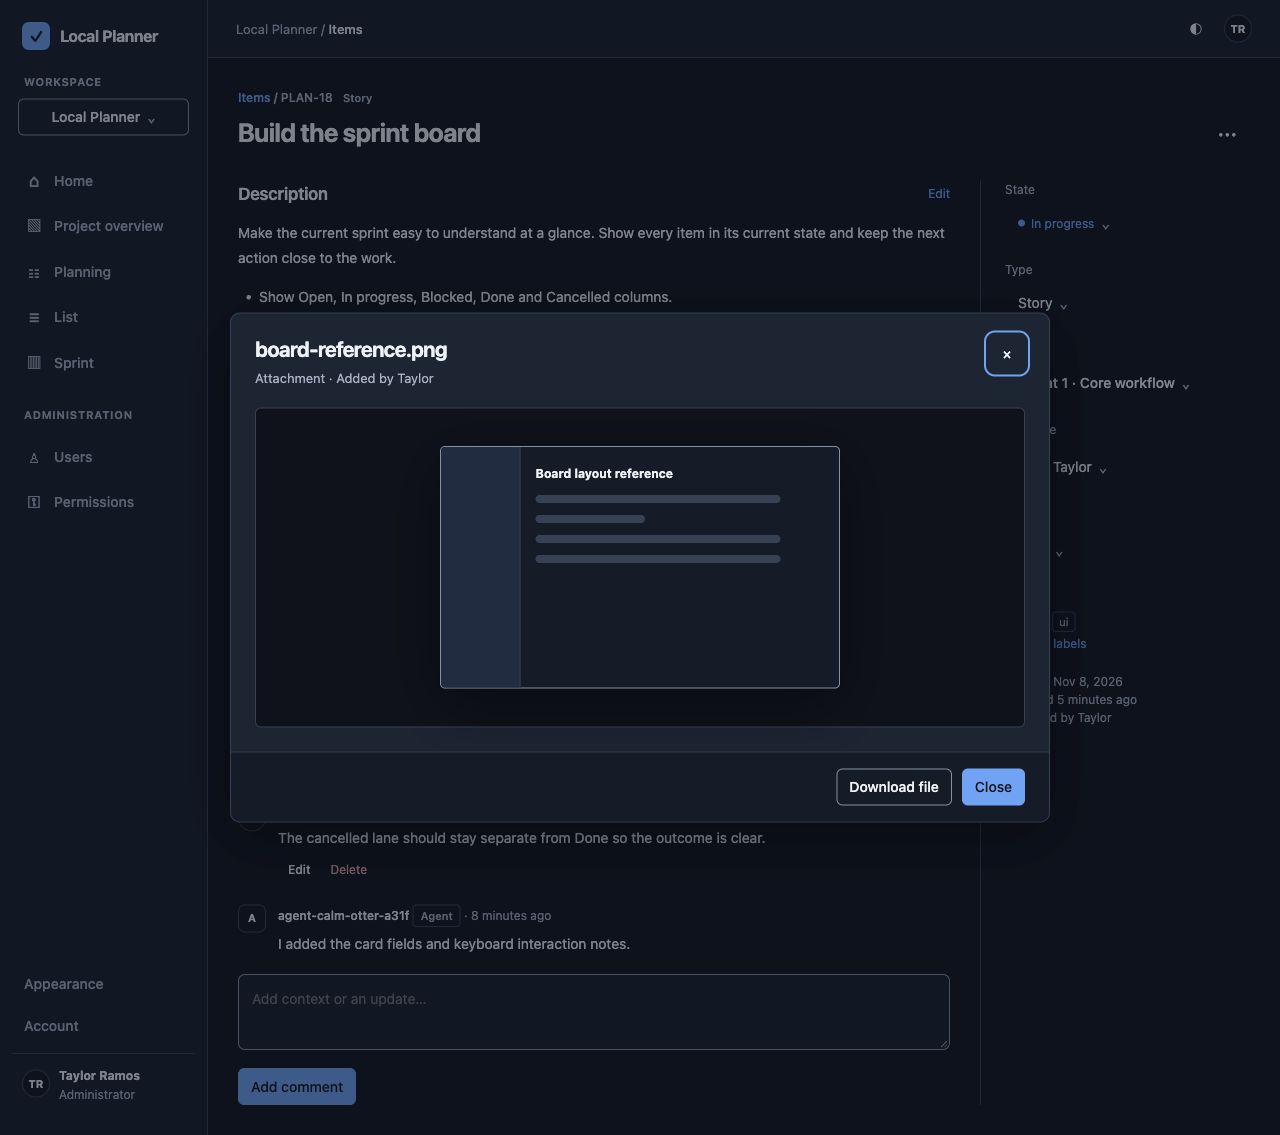 Local Planner
WORKSPACE
Local Planner
Home
Project overview
Planning
List
Sprint
ADMINISTRATION
Users
Permissions
Appearance
Account
TR
Taylor Ramos
Administrator
Local Planner / Items
TR
Items / PLAN-18 Story
Build the sprint board
Description
Edit
Make the current sprint easy to understand at a glance. Show every item in its current state and keep the next
action close to the work.
• Show Open, In progress, Blocked, Done and Cancelled columns.
board-reference.png
Attachment · Added by Taylor
×
Board layout reference
Download file
Close
The cancelled lane should stay separate from Done so the outcome is clear.
Edit Delete
A
agent-calm-otter-a31f Agent · 8 minutes ago
I added the card fields and keyboard interaction notes.
Add context or an update...
Add comment
State
In progress
Type
Story
1 · Core workflow
Taylor
ui
labels
Nov 8, 2026
5 minutes ago
by Taylor